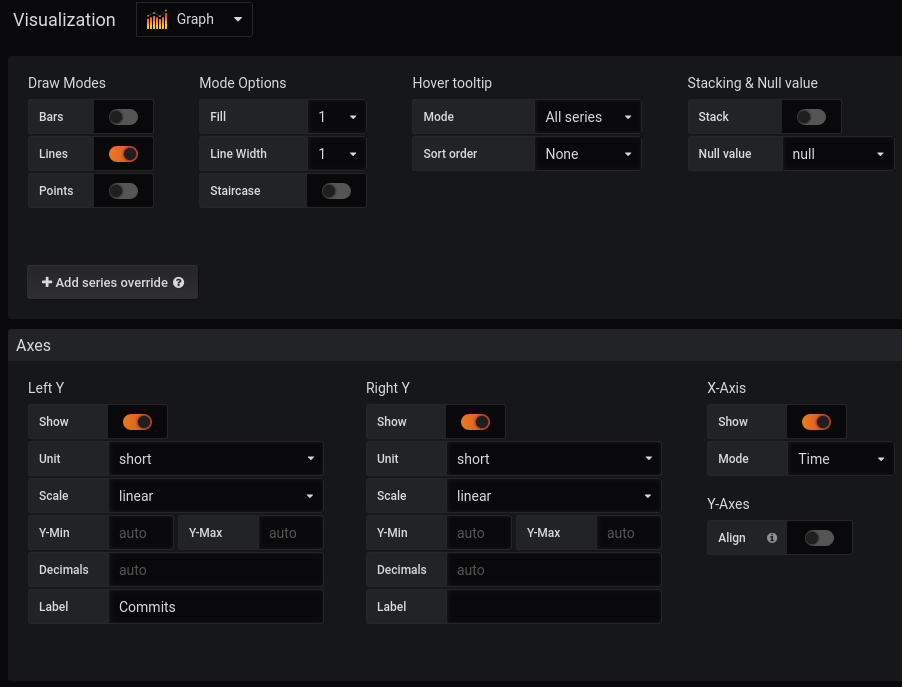 Visualization Graph
Draw Modes Mode Options Hover tooltip Stacking & Null value
Bars Fill 1 Mode All series Stack
Lines Line Width 1 Sort order None Null value null
Points Staircase
+ Add series override ?
Axes
Left Y Right Y X-Axis
Show Show Show
Unit short Unit short Mode Time
Scale linear Scale linear
Y-Axes
Y-Min auto Y-Max auto Y-Min auto Y-Max auto Align i
Decimals auto Decimals auto
Label Commits Label